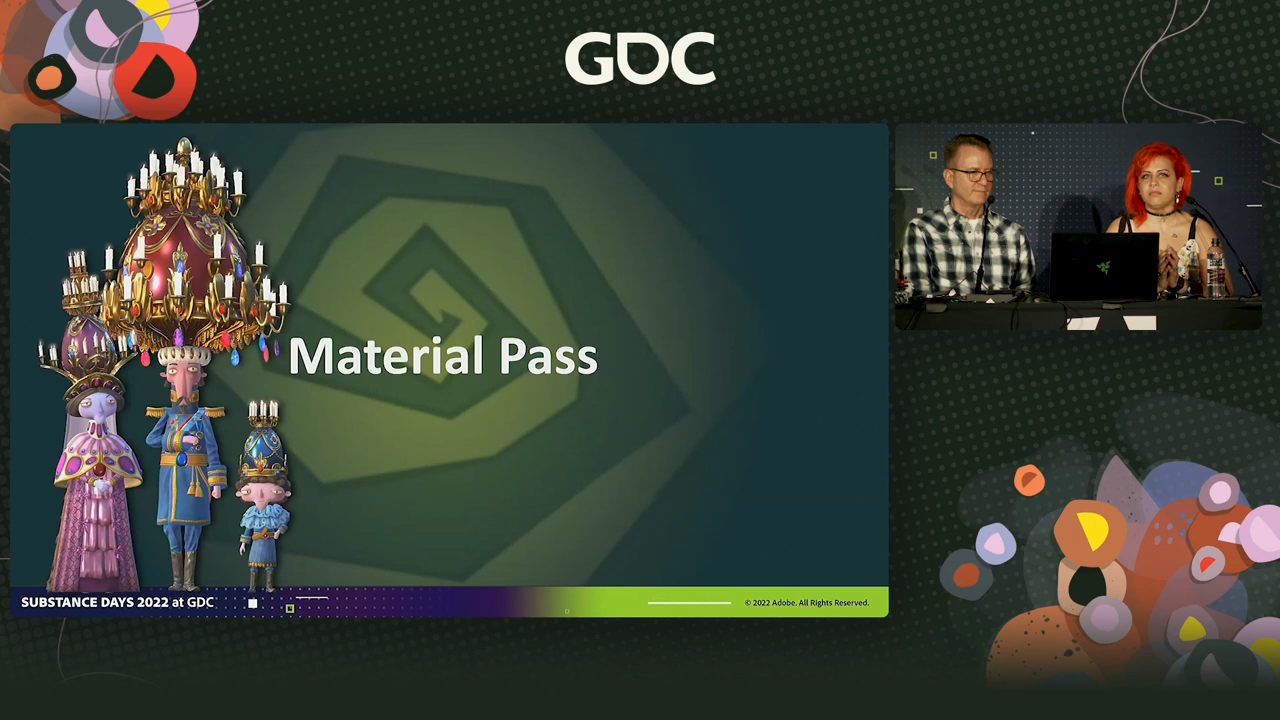 GDC
Material Pass
SUBSTANCE DAYS 2022 at GDC
© 2022 Adobe. All Rights Reserved.